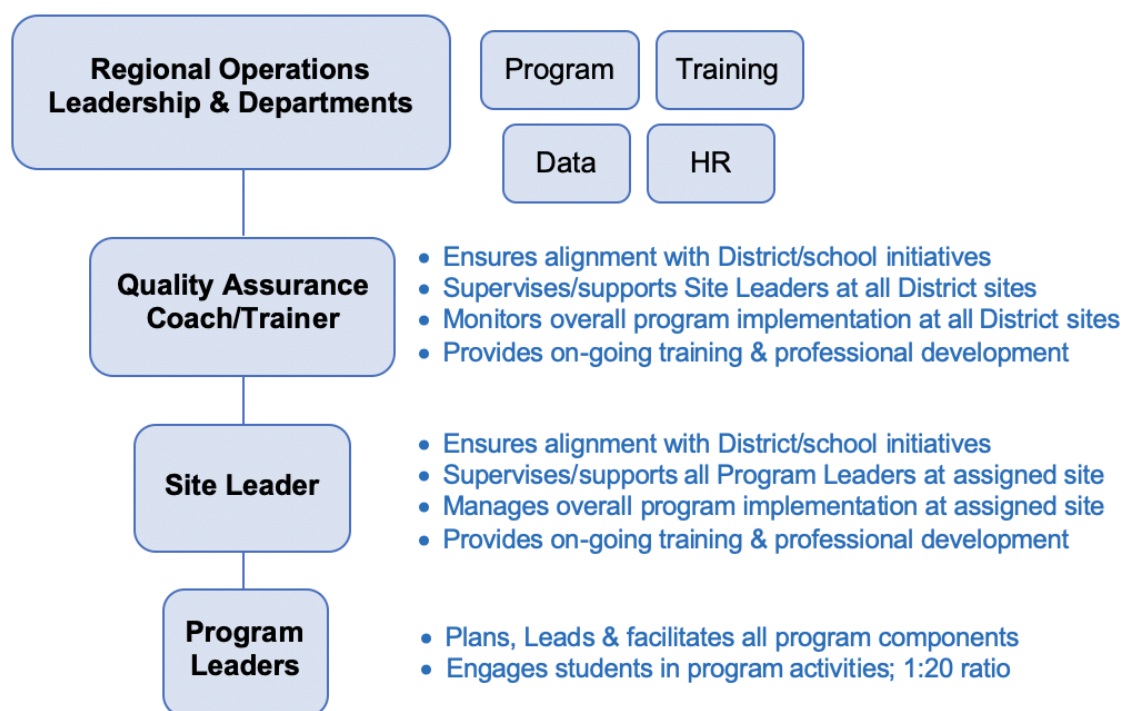 Regional Operations
Leadership & Departments
Program
Training
Data
HR
Quality Assurance
Coach/Trainer
• Ensures alignment with District/school initiatives
• Supervises/supports Site Leaders at all District sites
• Monitors overall program implementation at all District sites
• Provides on-going training & professional development
Site Leader
• Ensures alignment with District/school initiatives
• Supervises/supports all Program Leaders at assigned site
• Manages overall program implementation at assigned site
• Provides on-going training & professional development
Program
Leaders
• Plans, Leads & facilitates all program components
• Engages students in program activities; 1:20 ratio